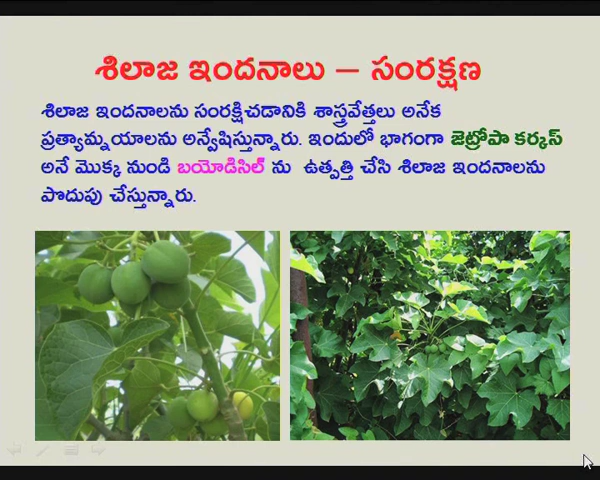 శిలాజ ఇందనాలు – సంరక్షణ
శిలాజ ఇందనాలను సంరక్షిచడానికి శాస్త్రవేత్తలు అనేక
ప్రత్యామ్నయాలను అన్వేషిస్తున్నారు. ఇందులో భాగంగా జెట్రోపా కర్కస్
అనే మొక్క నుండి బయోడిసిల్ ను ఉత్పత్తి చేసి శిలాజ ఇందనాలను
పొదుపు చేస్తున్నారు.